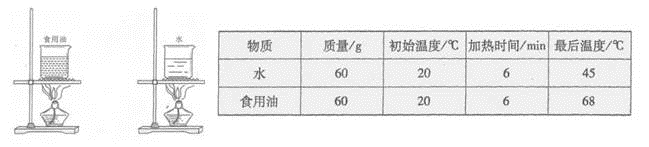 食用油
水
物质 质量/g 初始温度/℃ 加热时间/min 最后温度/℃
水 60 20 6 45
食用油 60 20 6 68